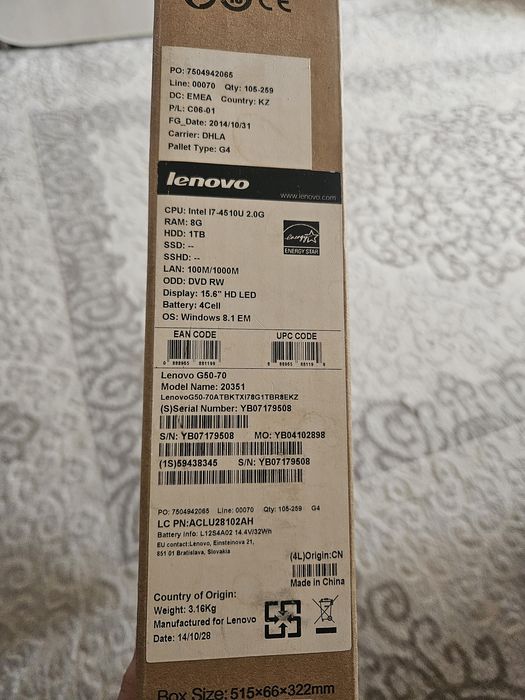 CE
PO: 7504942065
Line: 00070 Qty: 105-259
DC: EMEA Country: KZ
P/L: C06-01
FG_Date: 2014/10/31
Carrier: DHLA
Pallet Type: G4
lenovo
www.lenovo.com
CPU: Intel I7-4510U 2.0G
RAM: 8G
HDD: 1TB
SSD: --
SSHD: --
LAN: 100M/1000M
ODD: DVD RW
Display: 15.6" HD LED
Battery: 4Cell
OS: Windows 8.1 EM
energy
ENERGY STAR
EAN CODE UPC CODE
Lenovo G50-70
Model Name: 20351
LenovoG50-70ATBKTXI78G1TBR8EKZ
(S)Serial Number: YB07179508
S/N: YB07179508 MO: YB04102898
(1S)59438345 S/N: YB07179508
PO: 7504942065 Line: 00070 Qty: 105-259 G4
LC PN:ACLU28102AH
Battery Info: L12S4A02 14.4V/32Wh
EU contact:Lenovo, Einsteinova 21,
851 01 Bratislava, Slovakia
(4L)Origin:CN
Made in China
Country of Origin:
Weight: 3.16Kg
Manufactured for Lenovo
Date: 14/10/28
Box Size: 515×66×322mm